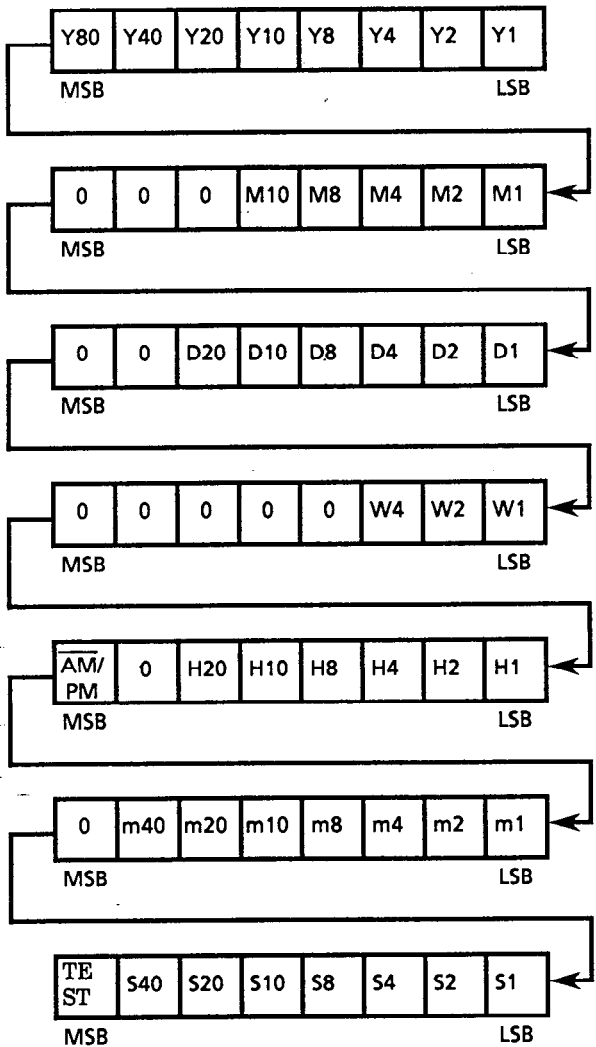 Y80 Y40 Y20 Y10 Y8 Y4 Y2 Y1
MSB LSB
0 0 0 M10 M8 M4 M2 M1
MSB LSB
0 0 D20 D10 D8 D4 D2 D1
MSB LSB
0 0 0 0 0 W4 W2 W1
MSB LSB
AM/
PM 0 H20 H10 H8 H4 H2 H1
MSB LSB
0 m40 m20 m10 m8 m4 m2 m1
MSB LSB
TE
ST S40 S20 S10 S8 S4 S2 S1
MSB LSB